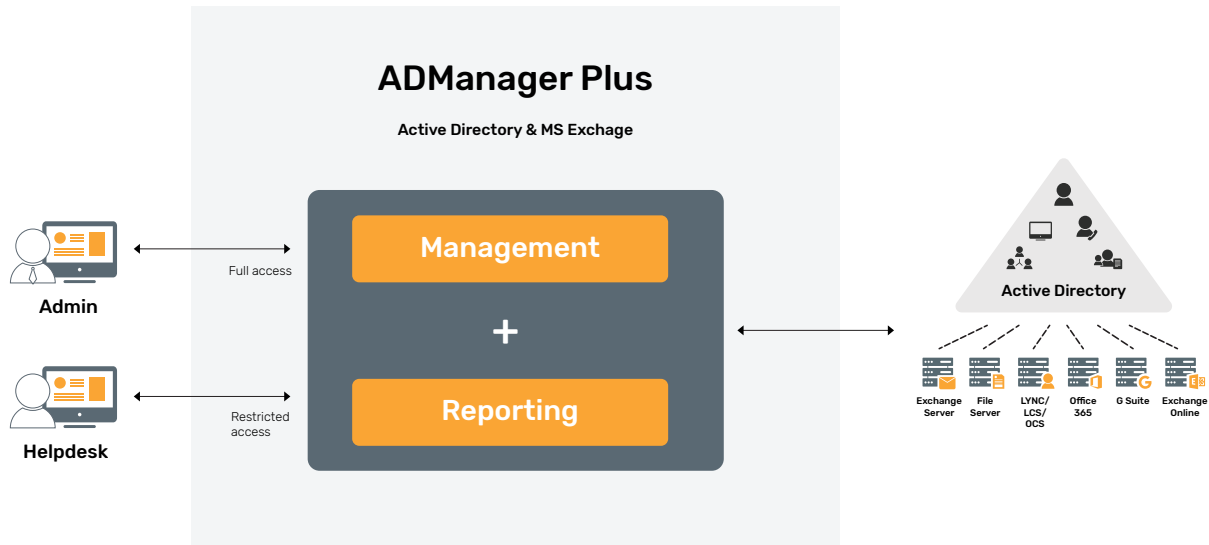 ADManager Plus
Active Directory & MS Exchage
Management
+
Reporting
Full access
Admin
Restricted
access
Helpdesk
Active Directory
Exchange
Server
File
Server
LYNC/
LCS/
OCS
Office
365
G Suite
Exchange
Online